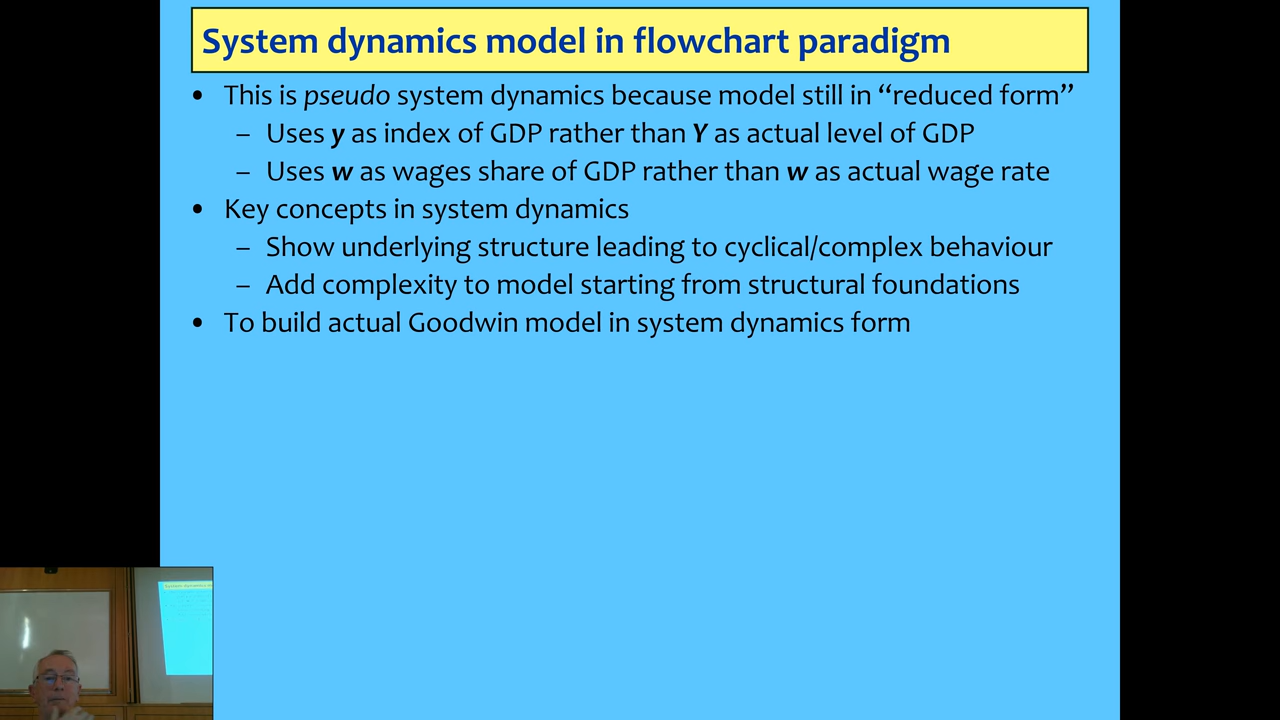 System dynamics model in flowchart paradigm
• This is pseudo system dynamics because model still in “reduced form”
– Uses y as index of GDP rather than Y as actual level of GDP
– Uses w as wages share of GDP rather than w as actual wage rate
• Key concepts in system dynamics
– Show underlying structure leading to cyclical/complex behaviour
– Add complexity to model starting from structural foundations
• To build actual Goodwin model in system dynamics form